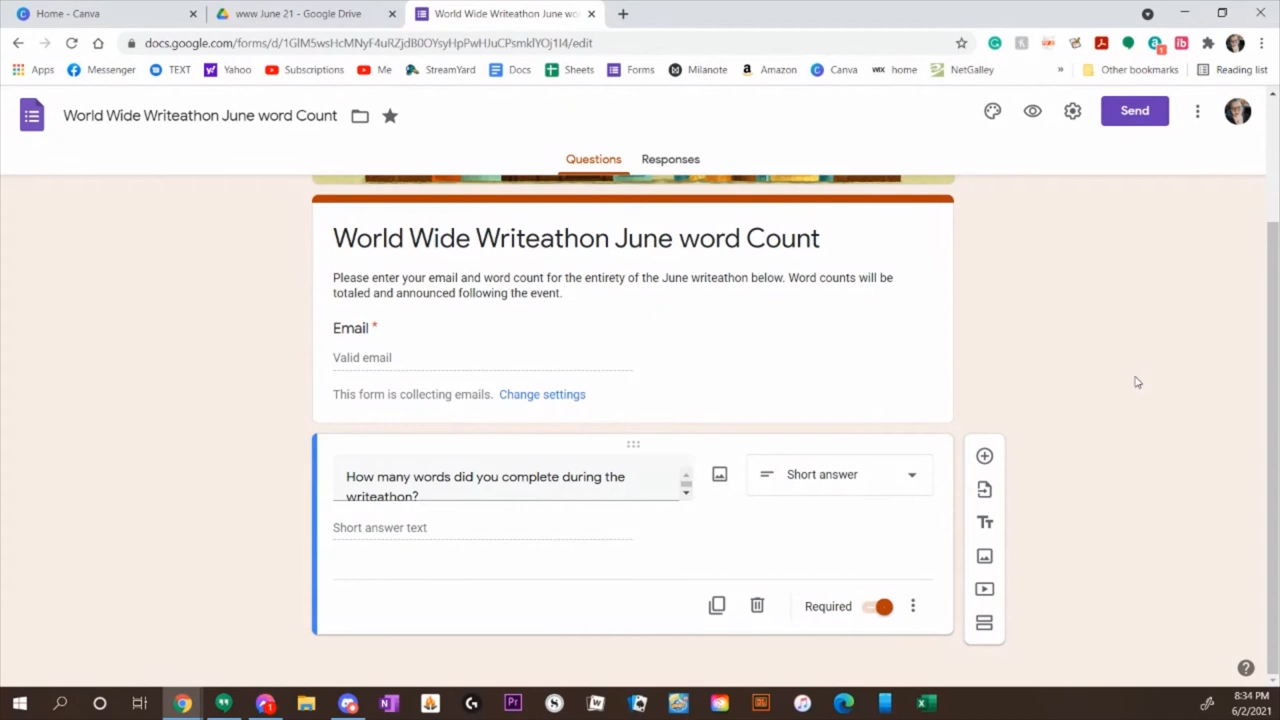 Home - Canva
www June 21 - Google Drive
World Wide Writeathon June wo
docs.google.com/forms/d/1GlM5wsHcMNyF4uRZjdB0OYsyHpPwHJuCPsmklYOj1I4/edit
Apps Messenger TEXT Yahoo Subscriptions Me StreamYard Docs Sheets Forms Milanote Amazon Canva WIX home NetGalley » Other bookmarks Reading list
World Wide Writeathon June word Count
Send
Questions Responses
World Wide Writeathon June word Count
Please enter your email and word count for the entirety of the June writeathon below. Word counts will be
totaled and announced following the event.
Email *
Valid email
This form is collecting emails. Change settings
How many words did you complete during the
writeathon?
Short answer
Short answer text
Required
8:34 PM
6/2/2021